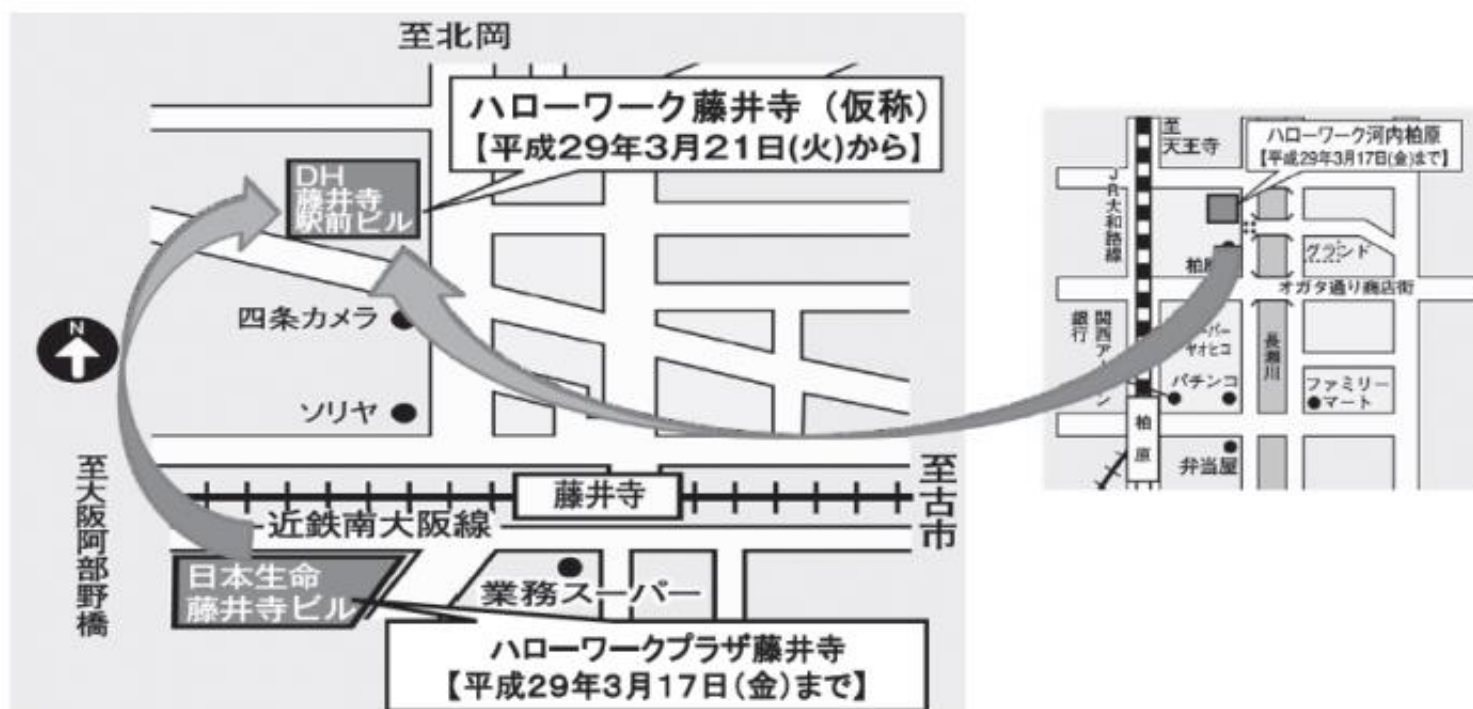 至北岡
ハローワーク藤井寺（仮称）
【平成29年3月21日(火)から】
DH
藤井寺
駅前ビル
四条カメラ
ソリヤ
N
至大阪阿部野橋
藤井寺
至古市
近鉄南大阪線
日本生命
藤井寺ビル
業務スーパー
ハローワークプラザ藤井寺
【平成29年3月17日(金)まで】
至
天王寺
ハローワーク河内柏原
【平成29年3月17日(金)まで】
JR大和路線
グランド
オガタ通り商店街
関西ア
銀行
ヤオヒコ
長瀬川
パチンコ
ファミリー
マート
柏原
弁当屋